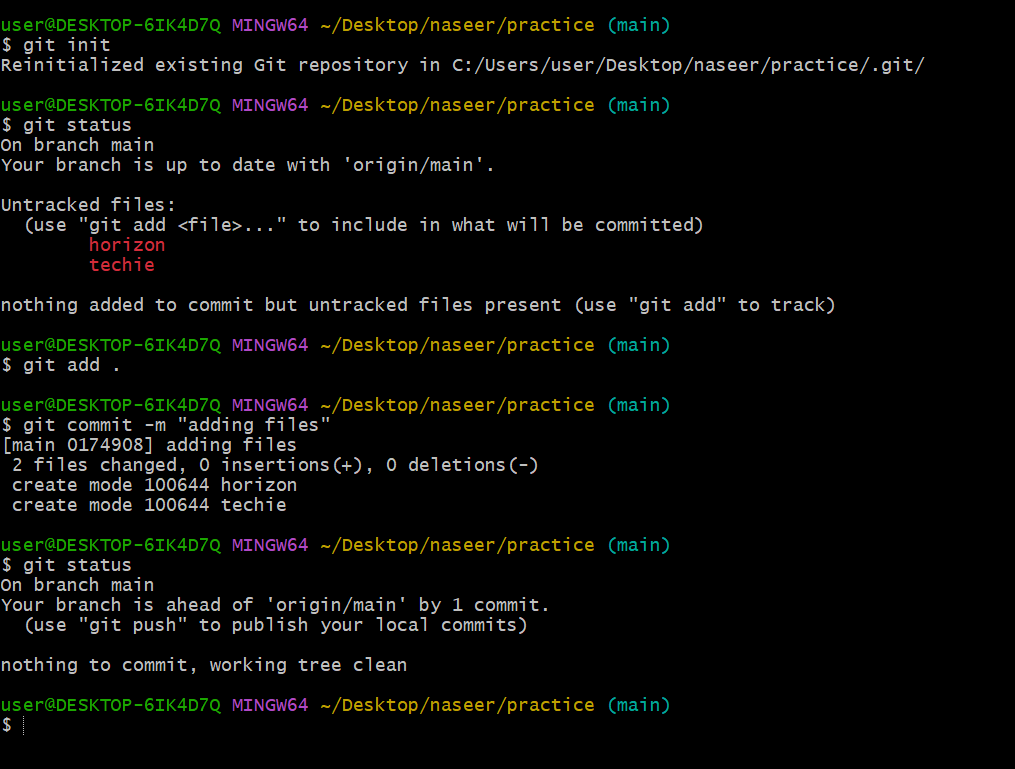 user@DESKTOP-6IK4D7Q MINGW64 ~/Desktop/naseer/practice (main)
$ git init
Reinitialized existing Git repository in C:/Users/user/Desktop/naseer/practice/.git/
user@DESKTOP-6IK4D7Q MINGW64 ~/Desktop/naseer/practice (main)
$ git status
On branch main
Your branch is up to date with 'origin/main'.
Untracked files:
  (use "git add <file>..." to include in what will be committed)
        horizon
        techie
nothing added to commit but untracked files present (use "git add" to track)
user@DESKTOP-6IK4D7Q MINGW64 ~/Desktop/naseer/practice (main)
$ git add .
user@DESKTOP-6IK4D7Q MINGW64 ~/Desktop/naseer/practice (main)
$ git commit -m "adding files"
[main 0174908] adding files
 2 files changed, 0 insertions(+), 0 deletions(-)
 create mode 100644 horizon
 create mode 100644 techie
user@DESKTOP-6IK4D7Q MINGW64 ~/Desktop/naseer/practice (main)
$ git status
On branch main
Your branch is ahead of 'origin/main' by 1 commit.
  (use "git push" to publish your local commits)
nothing to commit, working tree clean
user@DESKTOP-6IK4D7Q MINGW64 ~/Desktop/naseer/practice (main)
$